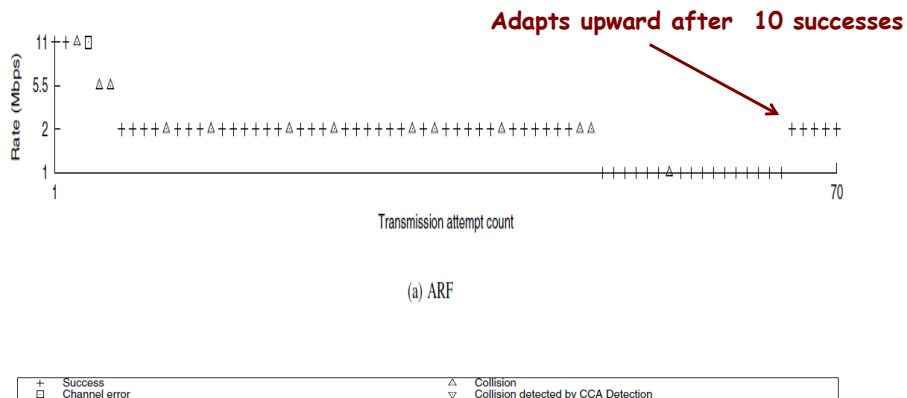 Adapts upward after 10 successes
Rate (Mbps)
11
5.5
2
1
1
70
Transmission attempt count
(a) ARF
Success
Collision
Channel error
Collision detected by CCA Detection